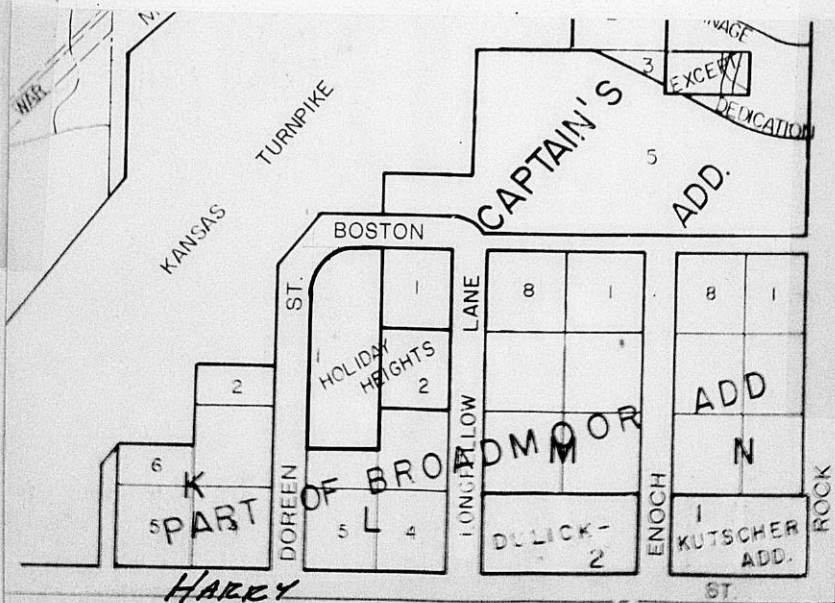 WAR.
KANSAS
TURNPIKE
3
EXCEPT
DEDICATION
CAPTAIN'S
ADD.
5
BOSTON
ST.
LANE
1
HOLIDAY
HEIGHTS
2
8
1
8
1
2
6
K
5
PART OF BROADMOOR ADD
L
5
4
M
N
DOREEN
LONGFELLOW
ENOCH
ROCK
DULICK-
2
1
KUTSCHER
ADD.
HARRY
ST.